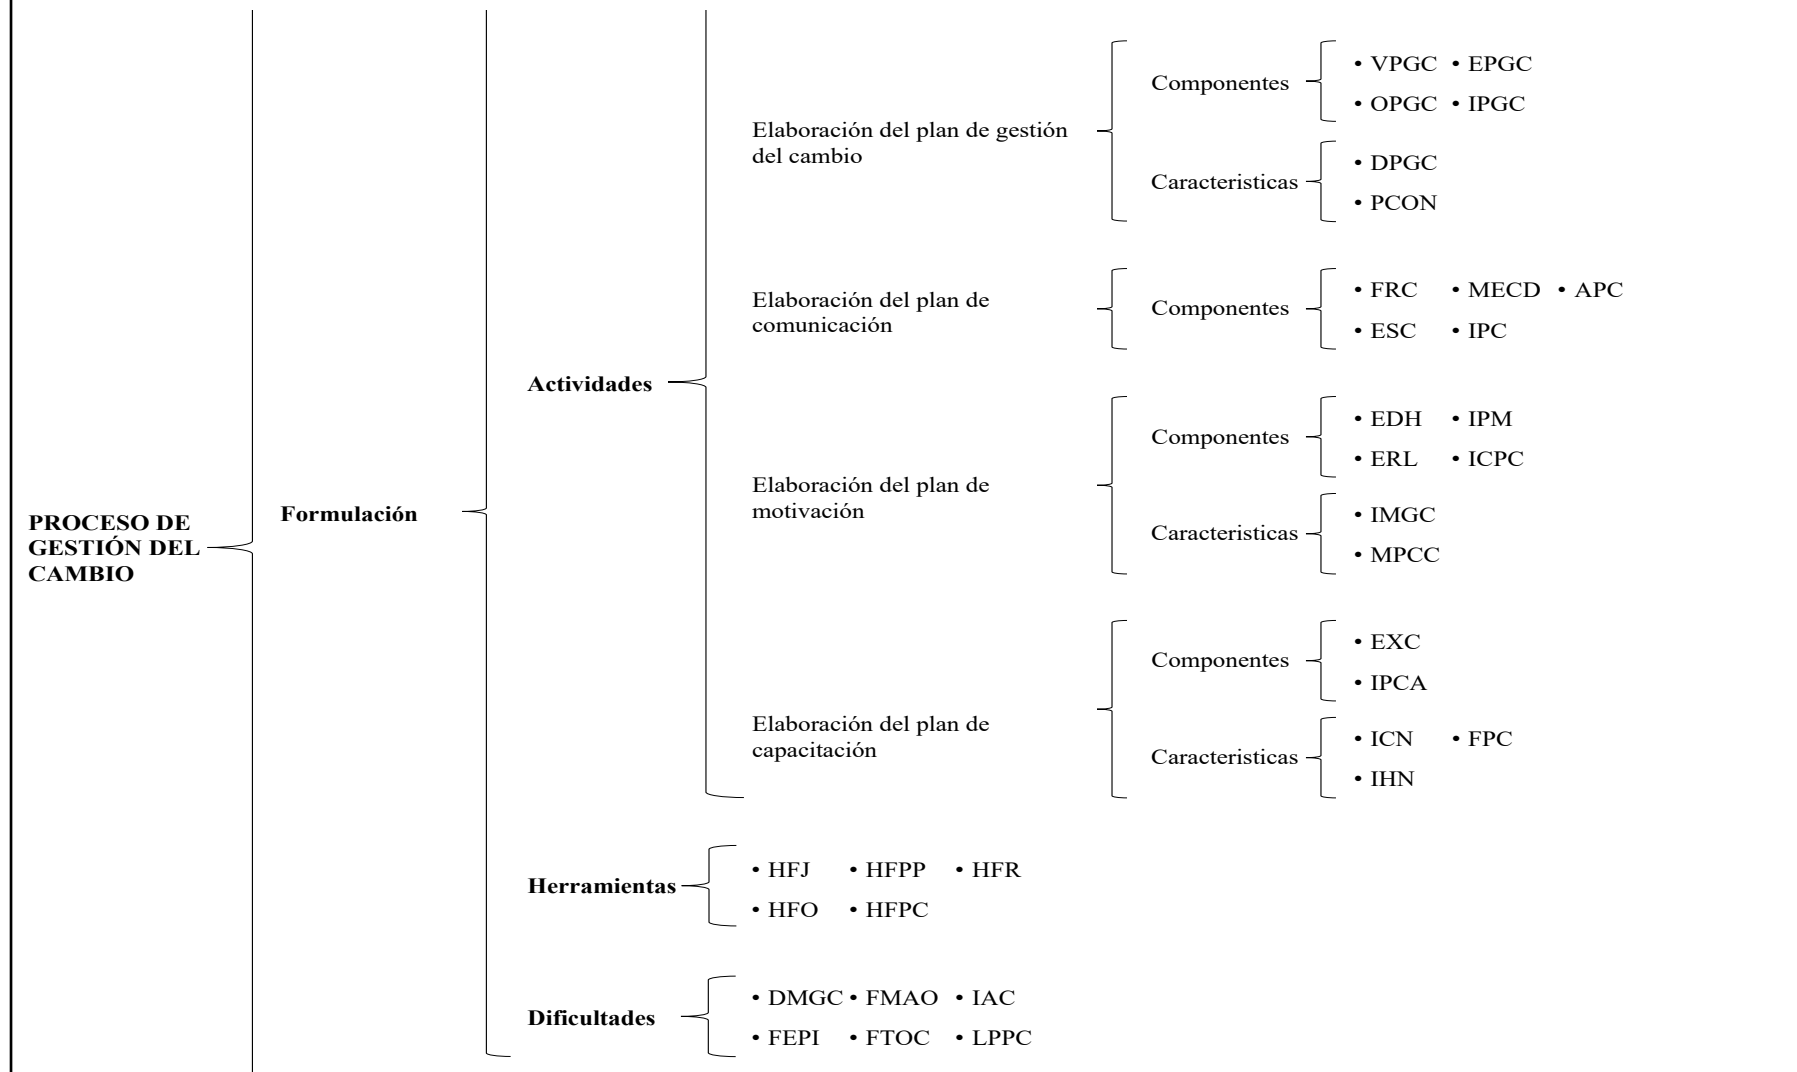 PROCESO DE
GESTIÓN DEL
CAMBIO
Formulación
Actividades
Elaboración del plan de gestión
del cambio
Componentes
• VPGC • EPGC
• OPGC • IPGC
Caracteristicas
• DPGC
• PCON
Elaboración del plan de
comunicación
Componentes
• FRC • MECD • APC
• ESC • IPC
Elaboración del plan de
motivación
Componentes
• EDH • IPM
• ERL • ICPC
Caracteristicas
• IMGC
• MPCC
Elaboración del plan de
capacitación
Componentes
• EXC
• IPCA
Caracteristicas
• ICN • FPC
• IHN
Herramientas
• HFJ • HFPP • HFR
• HFO • HFPC
Dificultades
• DMGC • FMAO • IAC
• FEPI • FTOC • LPPC